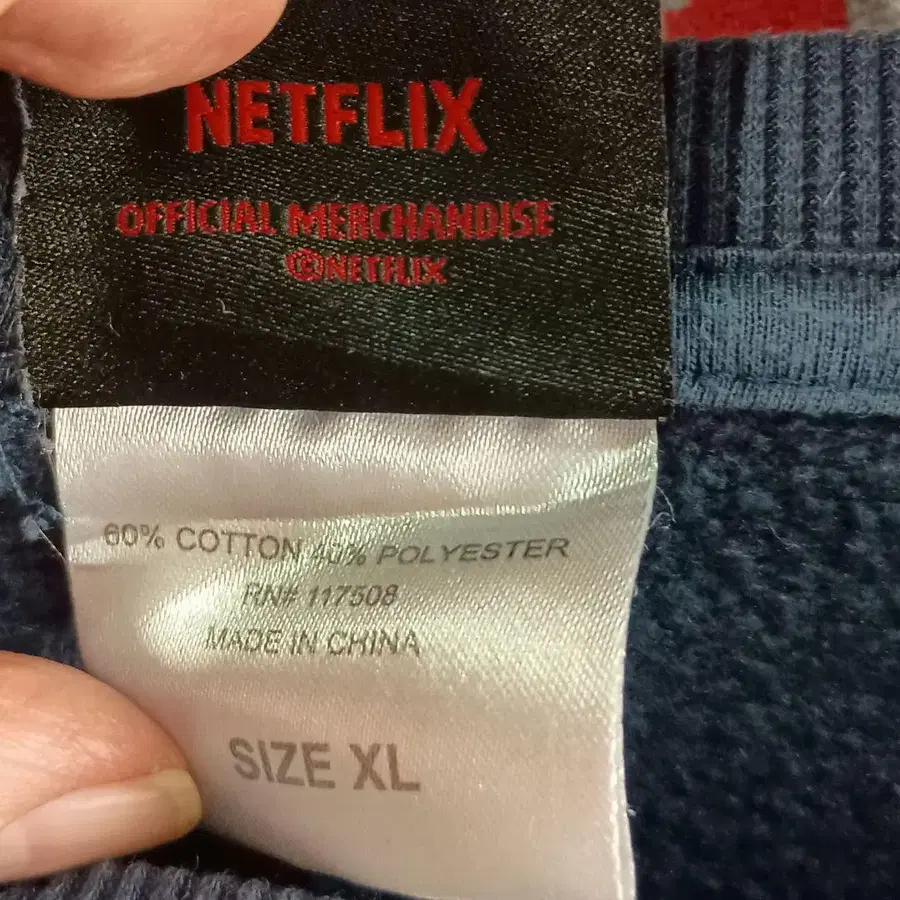 NETFLIX
OFFICIAL MERCHANDISE
©NETFLIX
60% COTTON 40% POLYESTER
RN# 117508
MADE IN CHINA
SIZE XL